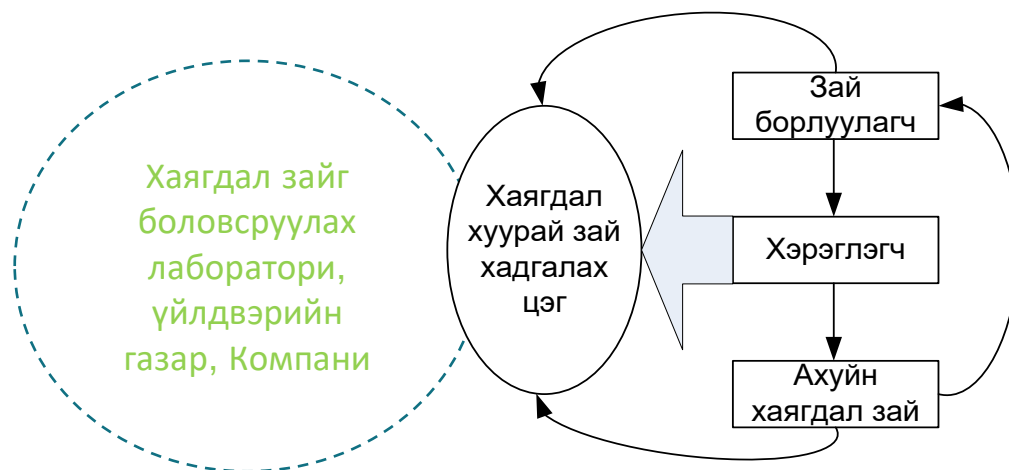 Хаягдал зайг
боловсруулах
лаборатори,
үйлдвэрийн
газар, Компани
Хаягдал
хуурай зай
хадгалах
цэг
Зай
борлуулагч
Хэрэглэгч
Ахуйн
хаягдал зай